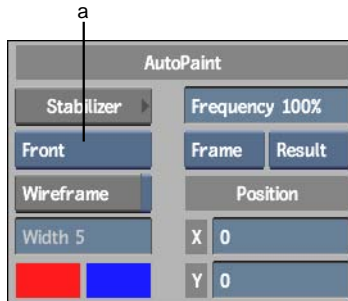 a
AutoPaint
Stabilizer
Frequency 100%
Front
Frame
Result
Wireframe
Position
Width 5
X 0
Y 0